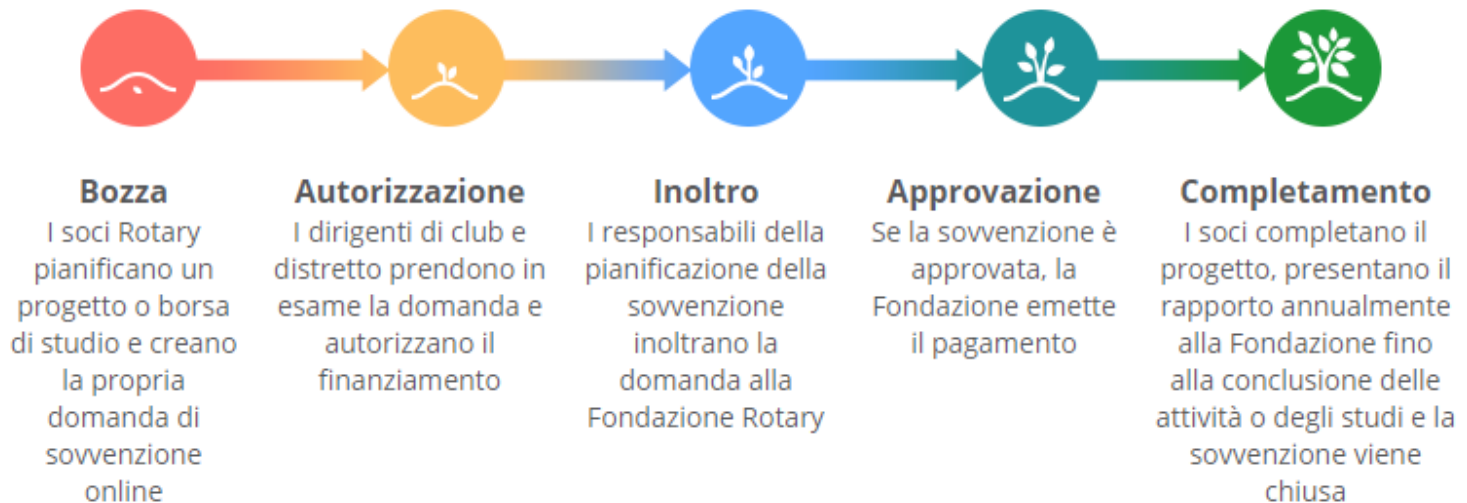 Bozza
I soci Rotary
pianificano un
progetto o borsa
di studio e creano
la propria
domanda di
sovvenzione
online
Autorizzazione
I dirigenti di club e
distretto prendono in
esame la domanda e
autorizzano il
finanziamento
Inoltro
I responsabili della
pianificazione della
sovvenzione
inoltrano la
domanda alla
Fondazione Rotary
Approvazione
Se la sovvenzione è
approvata, la
Fondazione emette
il pagamento
Completamento
I soci completano il
progetto, presentano il
rapporto annualmente
alla Fondazione fino
alla conclusione delle
attività o degli studi e la
sovvenzione viene
chiusa